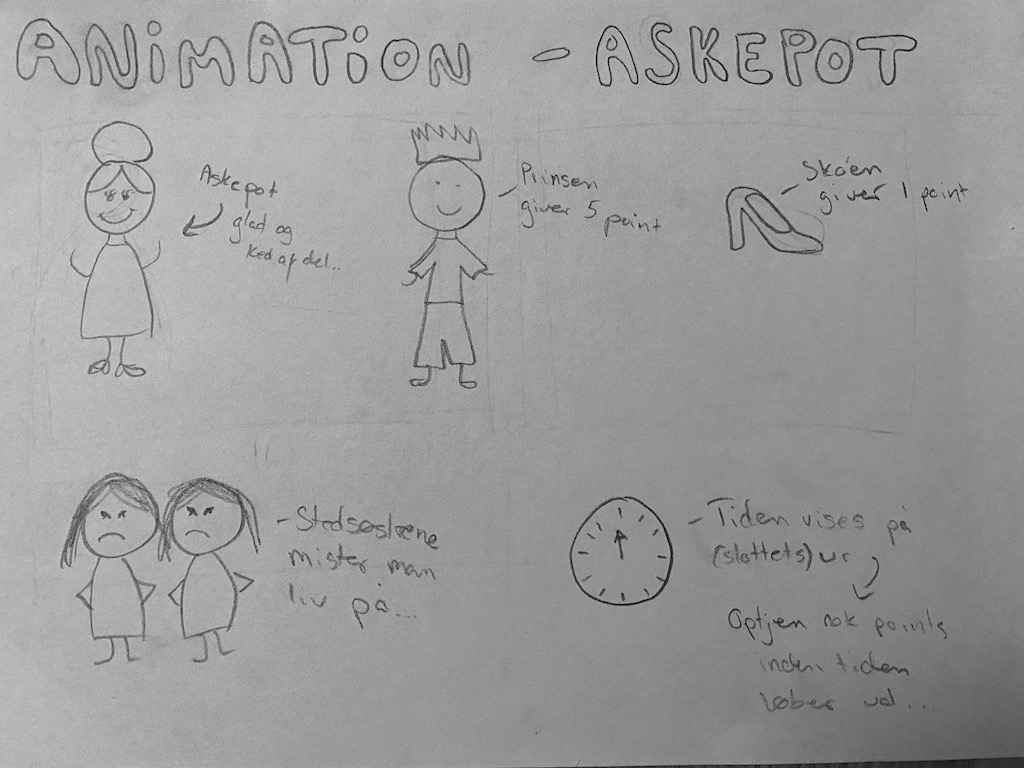 ANIMATION - ASKEPOT
Askepot
glad og
ked af det..
Prinsen
giver 5 point
Skoen
giver 1 point
- Stedsøstrene
mister man
liv på...
- Tiden vises på
(slottets) ur
Optjen nok points
inden tiden
løber ud...